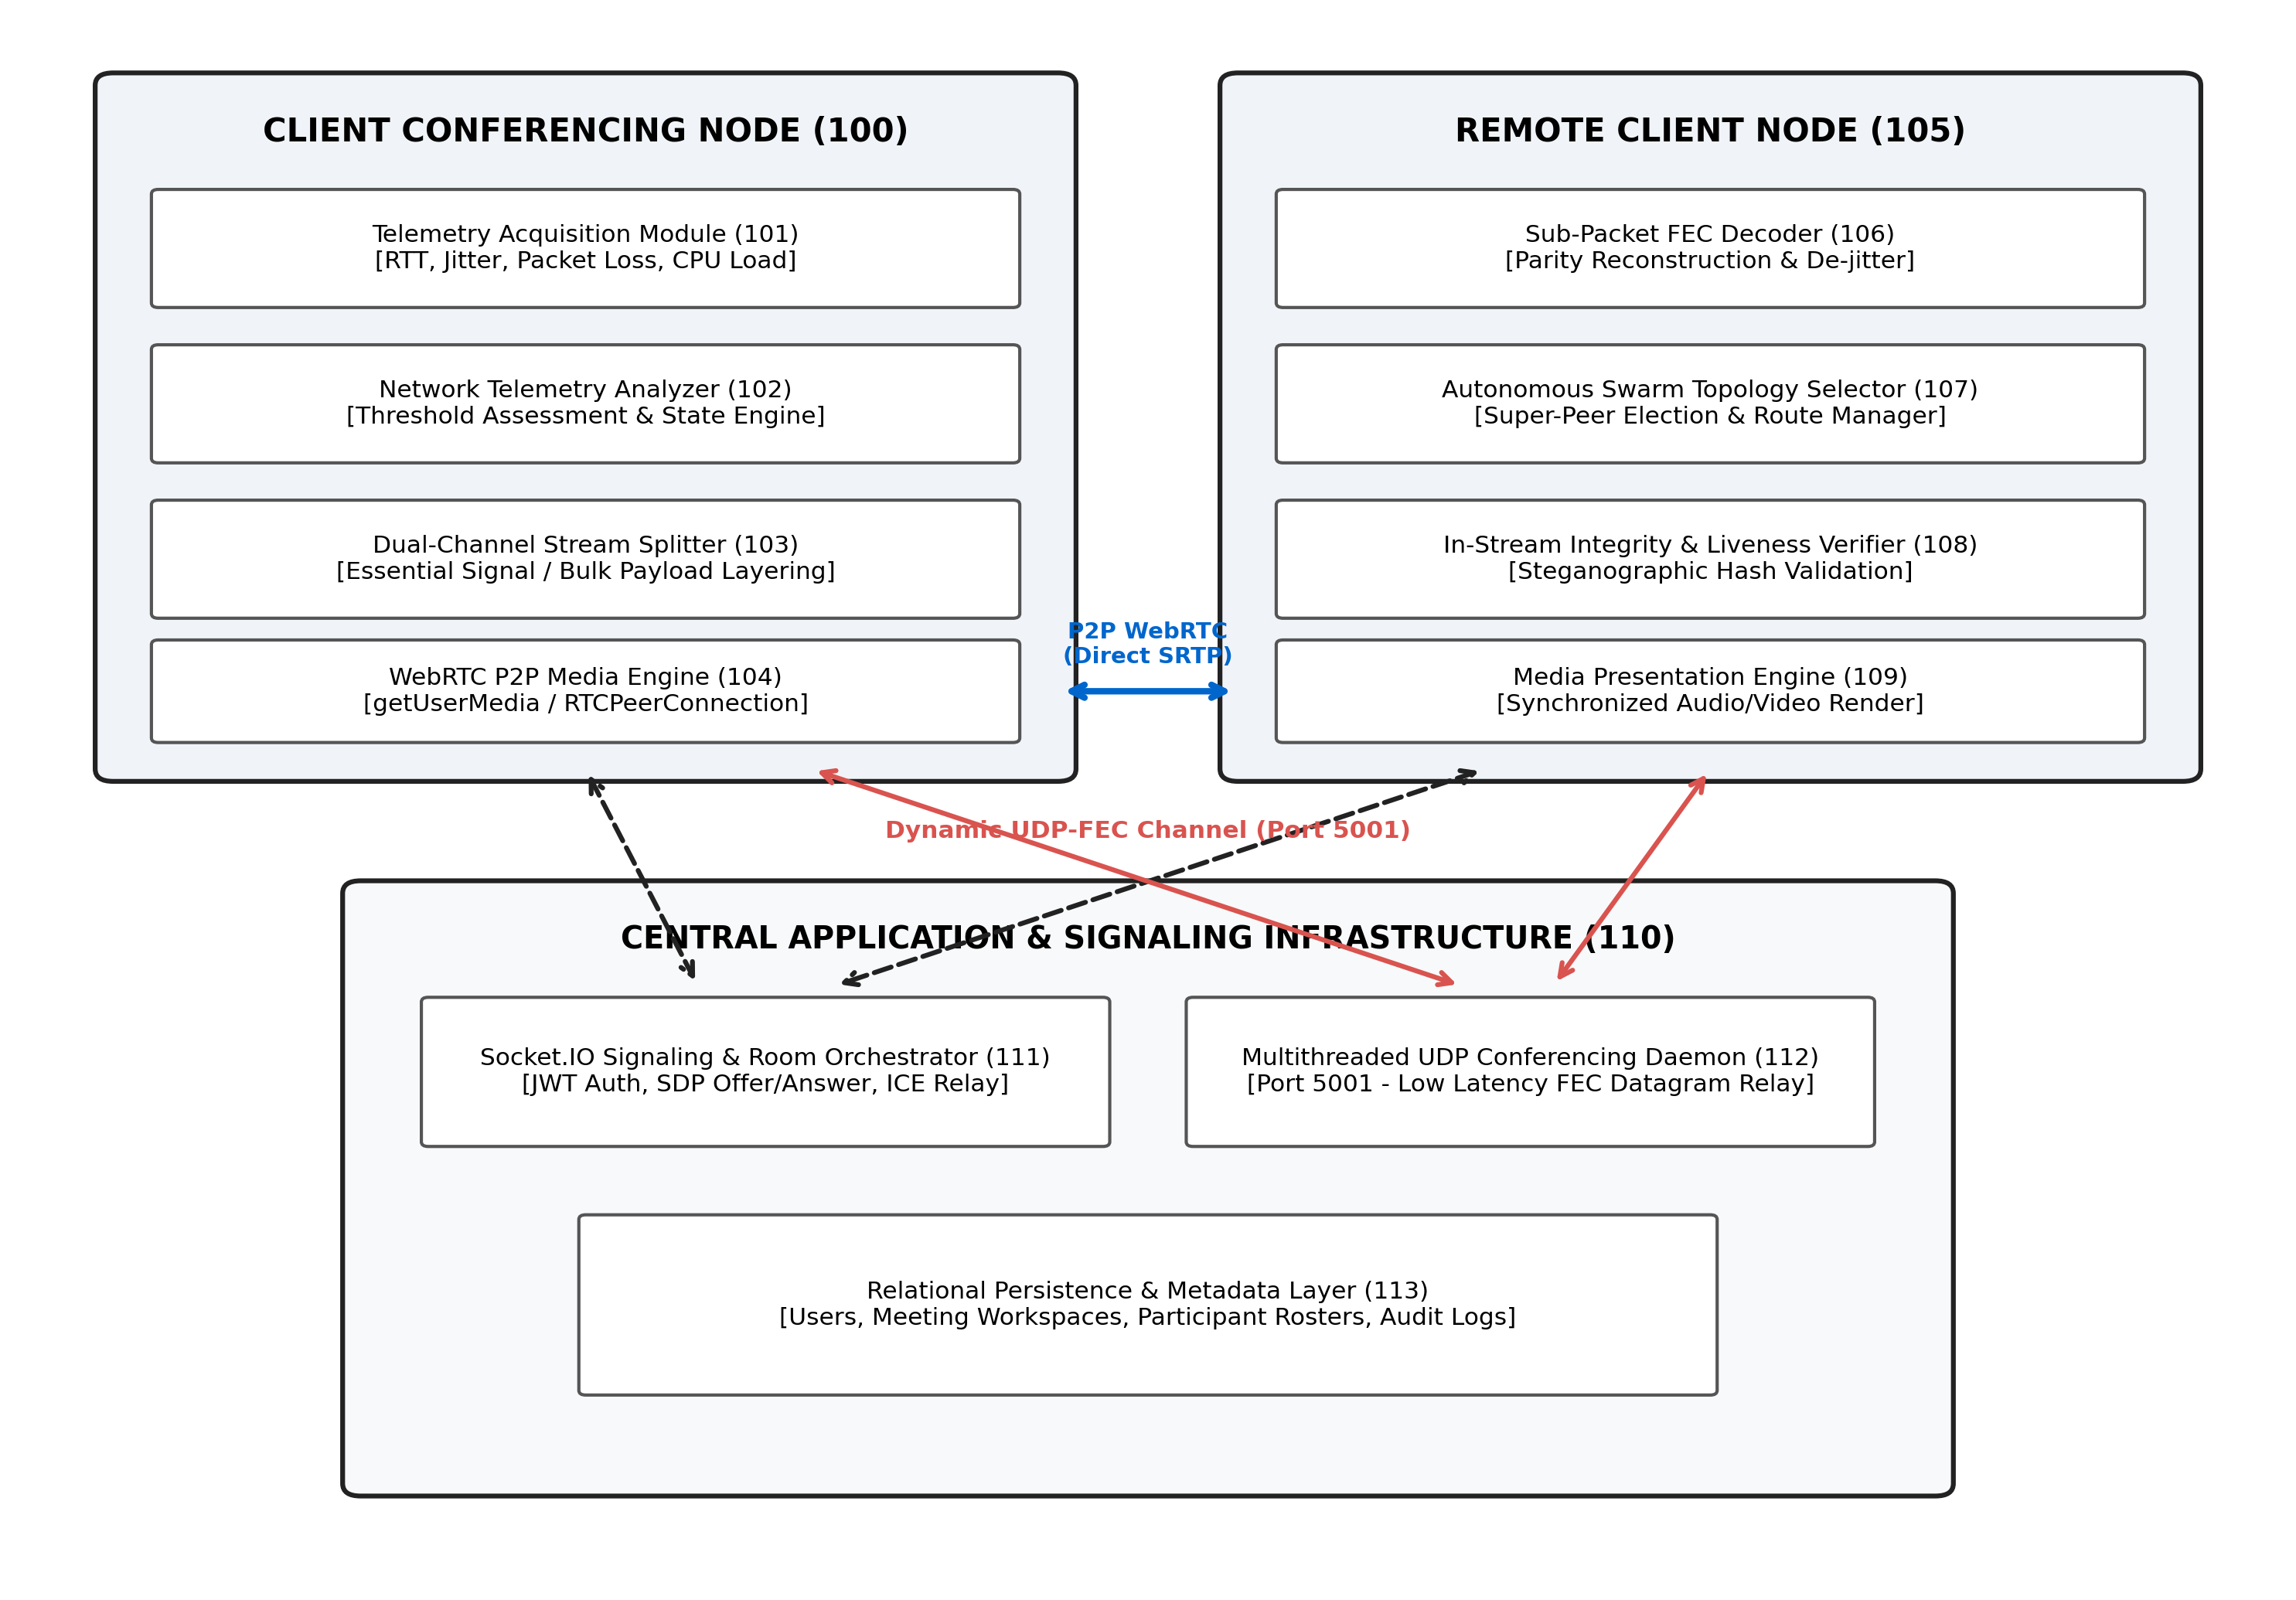 CLIENT CONFERENCING NODE (100)
Telemetry Acquisition Module (101)
[RTT, Jitter, Packet Loss, CPU Load]
Network Telemetry Analyzer (102)
[Threshold Assessment & State Engine]
Dual-Channel Stream Splitter (103)
[Essential Signal / Bulk Payload Layering]
WebRTC P2P Media Engine (104)
[getUserMedia / RTCPeerConnection]
P2P WebRTC
(Direct SRTP)
REMOTE CLIENT NODE (105)
Sub-Packet FEC Decoder (106)
[Parity Reconstruction & De-jitter]
Autonomous Swarm Topology Selector (107)
[Super-Peer Election & Route Manager]
In-Stream Integrity & Liveness Verifier (108)
[Steganographic Hash Validation]
Media Presentation Engine (109)
[Synchronized Audio/Video Render]
Dynamic UDP-FEC Channel (Port 5001)
CENTRAL APPLICATION & SIGNALING INFRASTRUCTURE (110)
Socket.IO Signaling & Room Orchestrator (111)
[JWT Auth, SDP Offer/Answer, ICE Relay]
Multithreaded UDP Conferencing Daemon (112)
[Port 5001 - Low Latency FEC Datagram Relay]
Relational Persistence & Metadata Layer (113)
[Users, Meeting Workspaces, Participant Rosters, Audit Logs]